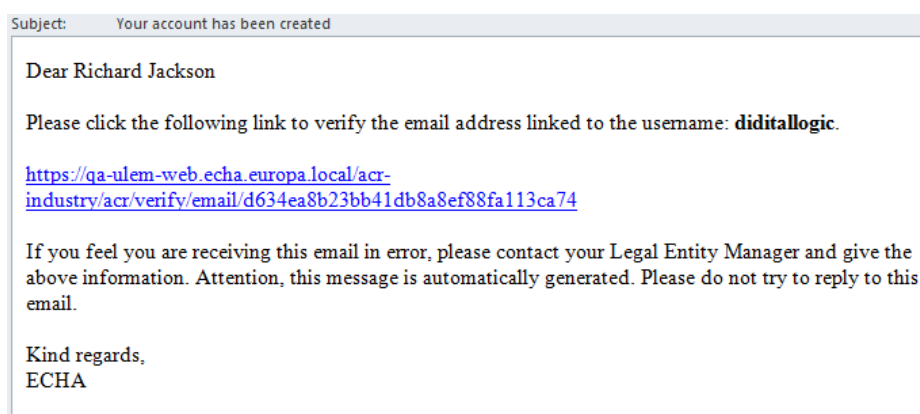 Subject: Your account has been created
Dear Richard Jackson
Please click the following link to verify the email address linked to the username: diditallogic.
https://qa-ulem-web.echa.europa.local/acr-
industry/acr/verify/email/d634ea8b23bb41db8a8ef88fa113ca74
If you feel you are receiving this email in error, please contact your Legal Entity Manager and give the
above information. Attention, this message is automatically generated. Please do not try to reply to this
email.
Kind regards,
ECHA